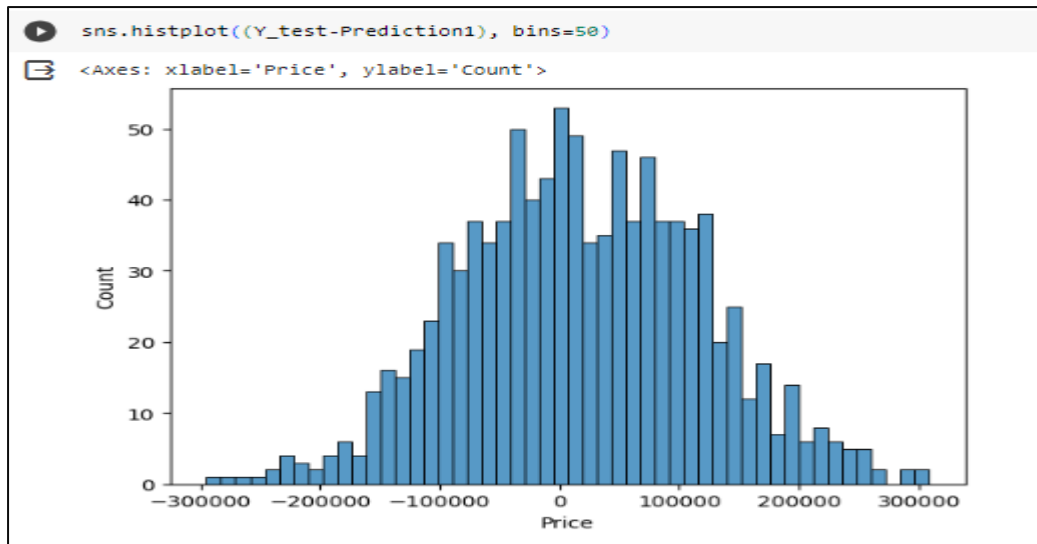 sns.histplot((Y_test-Prediction1), bins=50)
<Axes: xlabel='Price', ylabel='Count'>
50
40
30
20
10
0
Count
−300000 −200000 −100000 0 100000 200000 300000
Price